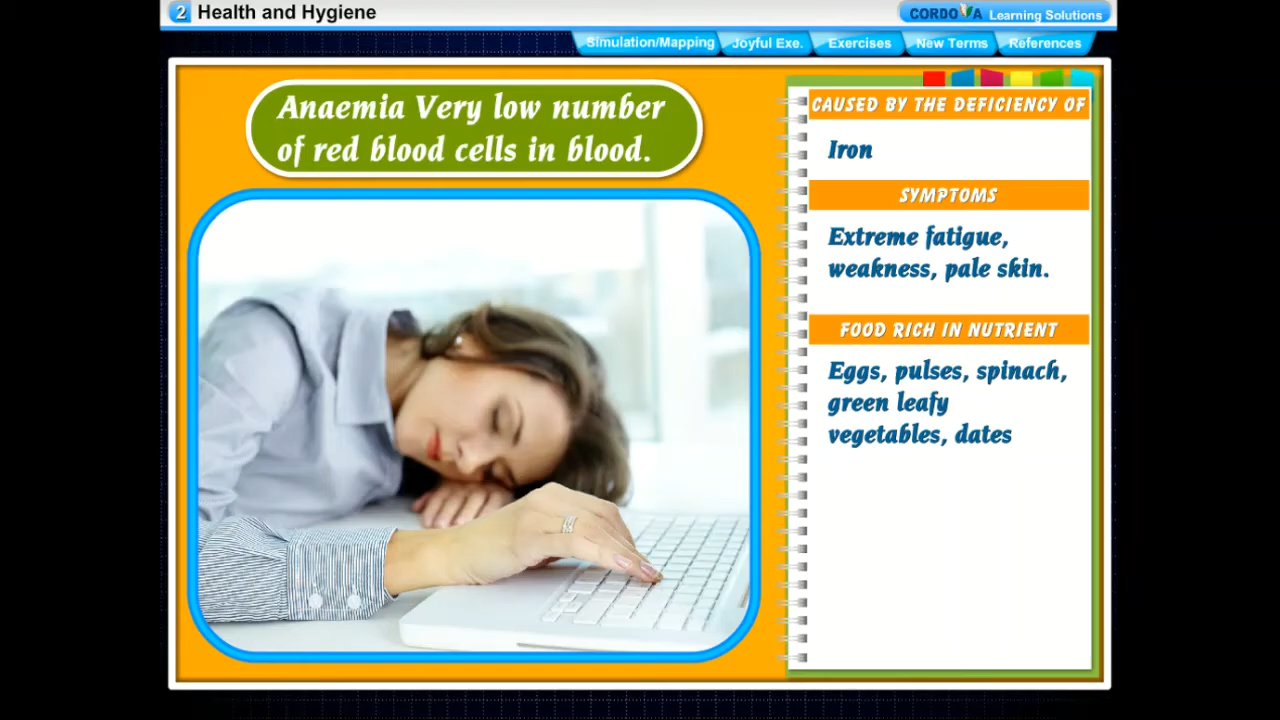 2 Health and Hygiene
CORDOVA Learning Solutions
Simulation/Mapping Joyful Exe. Exercises New Terms References
Anaemia Very low number
of red blood cells in blood.
CAUSED BY THE DEFICIENCY OF
Iron
SYMPTOMS
Extreme fatigue,
weakness, pale skin.
FOOD RICH IN NUTRIENT
Eggs, pulses, spinach,
green leafy
vegetables, dates